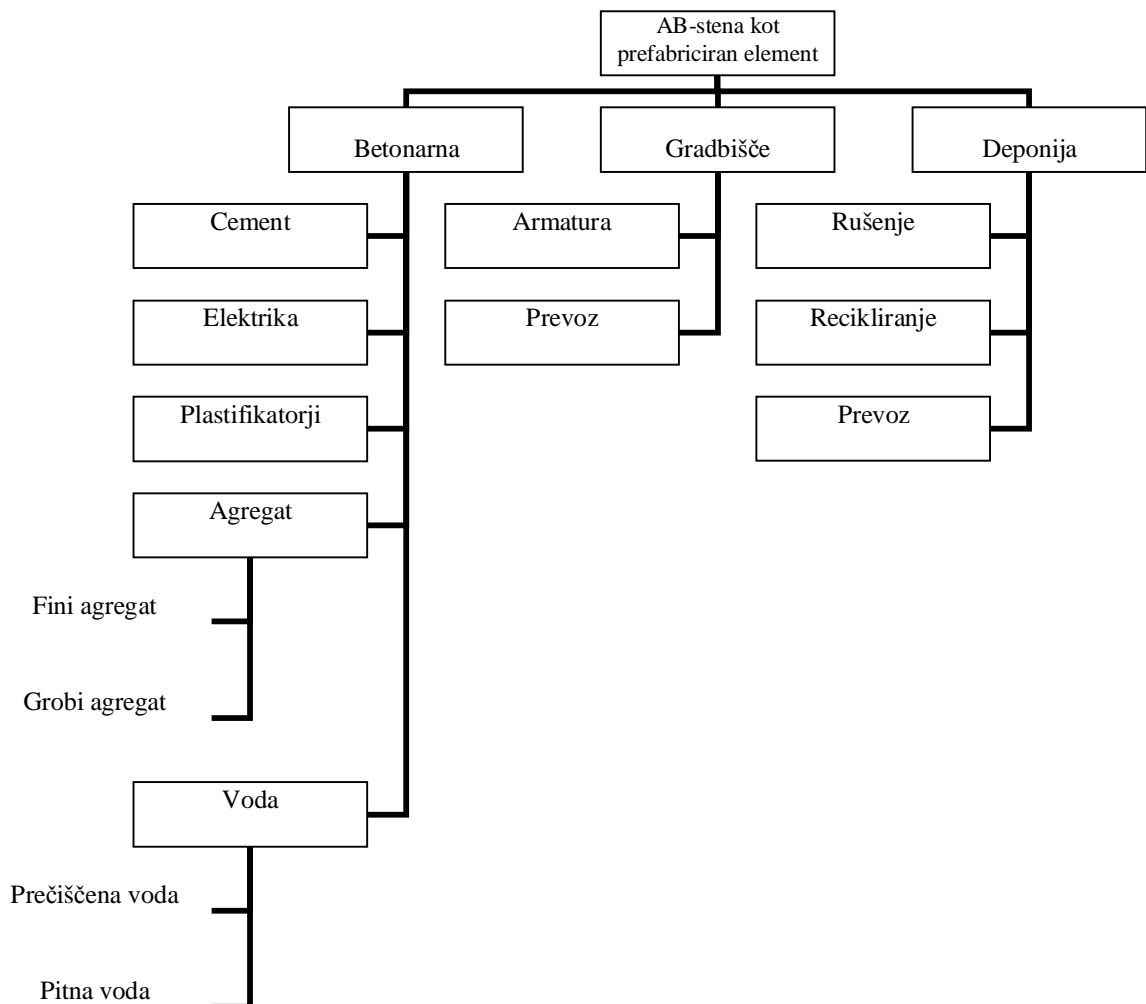 AB-stena kot
prefabriciran element
Betonarna
Gradbišče
Deponija
Cement
Armatura
Rušenje
Elektrika
Prevoz
Recikliranje
Plastifikatorji
Prevoz
Agregat
Fini agregat
Grobi agregat
Voda
Prečiščena voda
Pitna voda